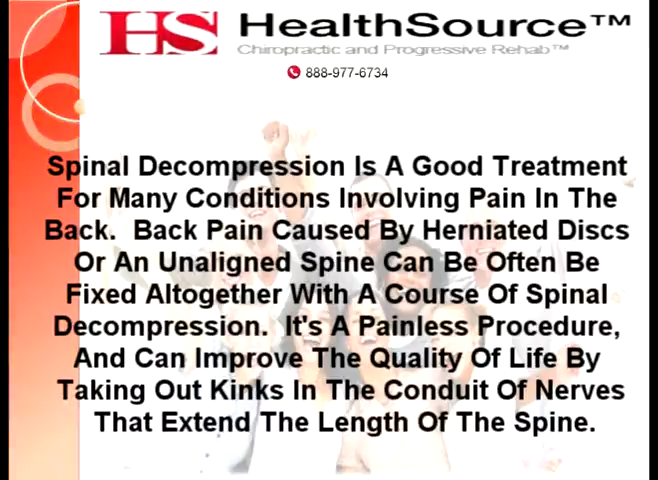 HS HealthSource™
Chiropractic and Progressive Rehab™
888-977-6734
Spinal Decompression Is A Good Treatment
For Many Conditions Involving Pain In The
Back.  Back Pain Caused By Herniated Discs
Or An Unaligned Spine Can Be Often Be
Fixed Altogether With A Course Of Spinal
Decompression.  It's A Painless Procedure,
And Can Improve The Quality Of Life By
Taking Out Kinks In The Conduit Of Nerves
That Extend The Length Of The Spine.